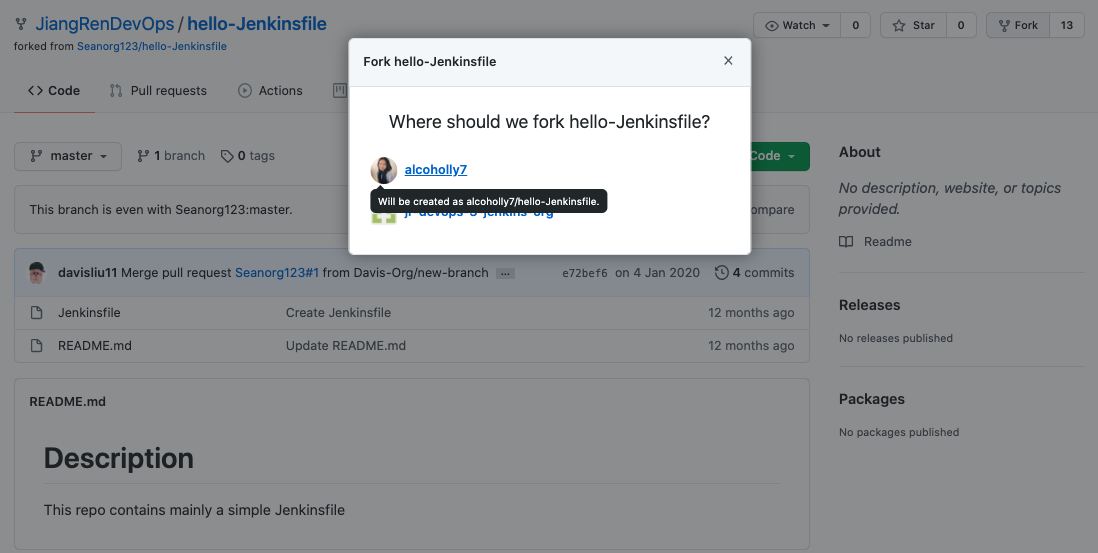 JiangRenDevOps / hello-Jenkinsfile
Watch 0 Star 0 Fork 13
forked from Seanorg123/hello-Jenkinsfile
Fork hello-Jenkinsfile
Code Pull requests Actions
Where should we fork hello-Jenkinsfile?
alcoholly7
Will be created as alcoholly7/hello-Jenkinsfile.
master 1 branch 0 tags
Code
This branch is even with Seanorg123:master.
davisliu11 Merge pull request Seanorg123#1 from Davis-Org/new-branch ... e72bef6 on 4 Jan 2020 4 commits
Jenkinsfile Create Jenkinsfile 12 months ago
README.md Update README.md 12 months ago
README.md
Description
This repo contains mainly a simple Jenkinsfile
About
No description, website, or topics
provided.
Readme
Releases
No releases published
Packages
No packages published